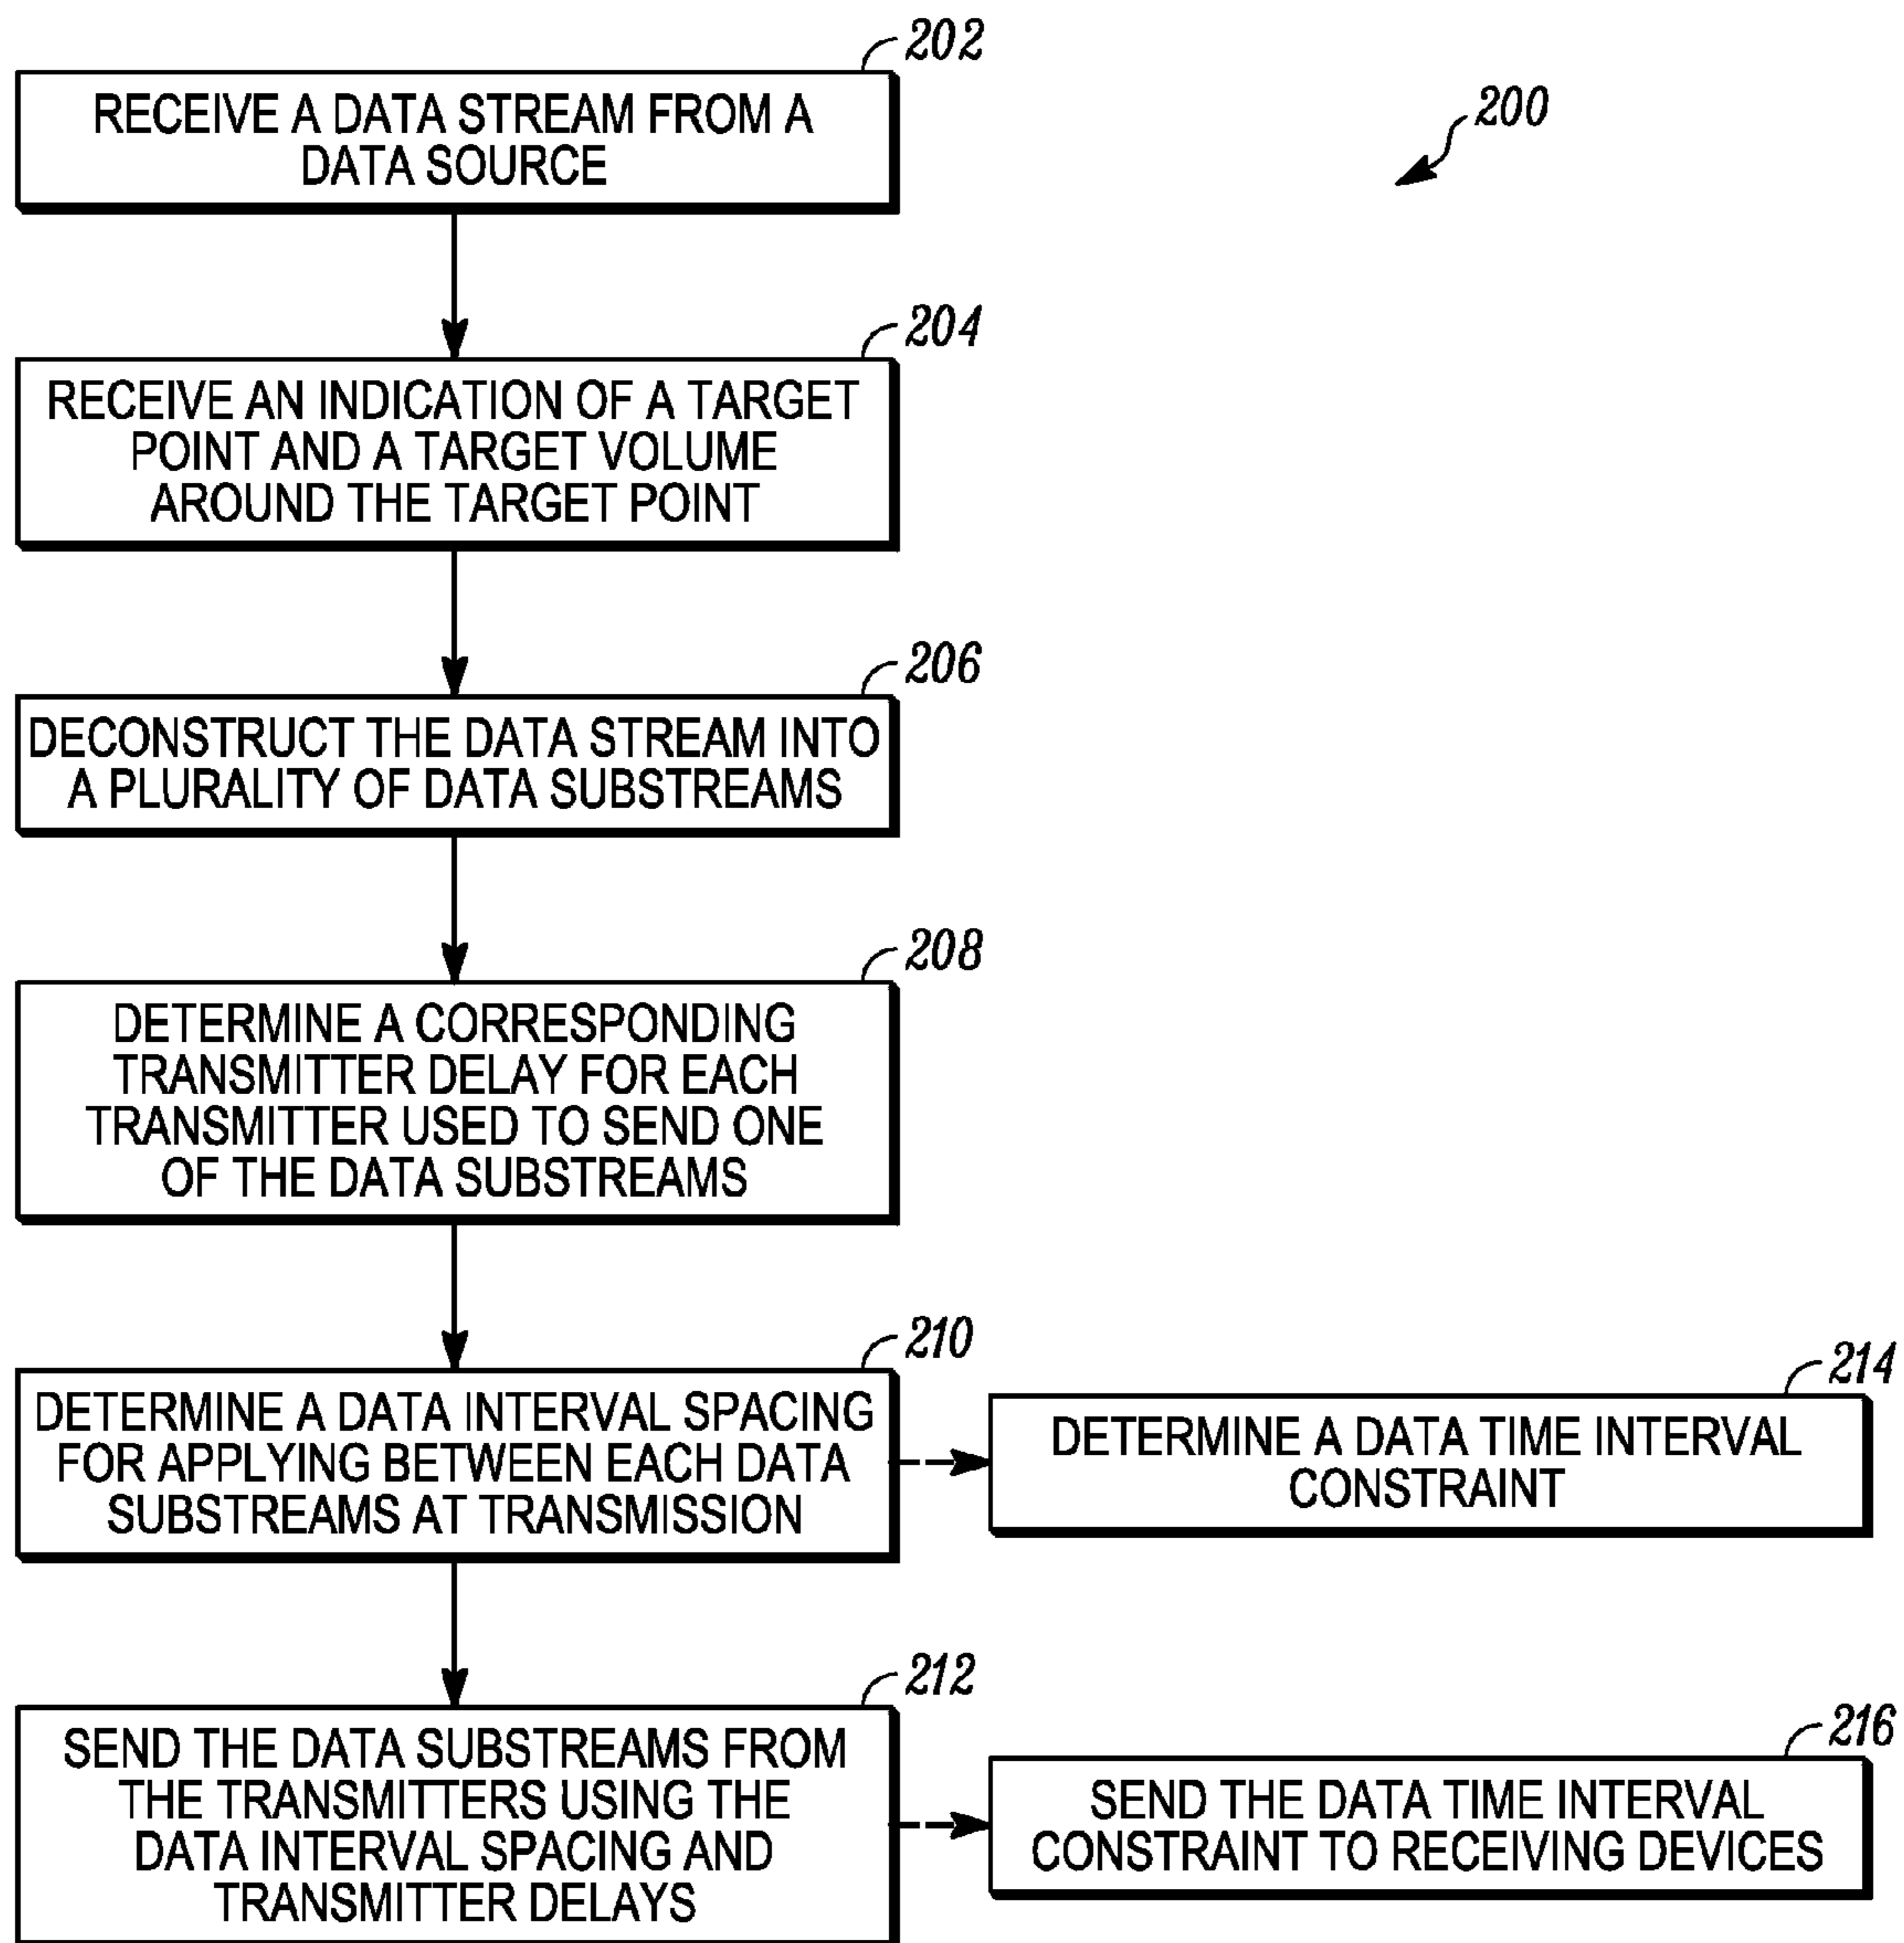 202
RECEIVE A DATA STREAM FROM A
DATA SOURCE
200
204
RECEIVE AN INDICATION OF A TARGET
POINT AND A TARGET VOLUME
AROUND THE TARGET POINT
206
DECONSTRUCT THE DATA STREAM INTO
A PLURALITY OF DATA SUBSTREAMS
208
DETERMINE A CORRESPONDING
TRANSMITTER DELAY FOR EACH
TRANSMITTER USED TO SEND ONE
OF THE DATA SUBSTREAMS
210
DETERMINE A DATA INTERVAL SPACING
FOR APPLYING BETWEEN EACH DATA
SUBSTREAMS AT TRANSMISSION
214
DETERMINE A DATA TIME INTERVAL
CONSTRAINT
212
SEND THE DATA SUBSTREAMS FROM
THE TRANSMITTERS USING THE
DATA INTERVAL SPACING AND
TRANSMITTER DELAYS
216
SEND THE DATA TIME INTERVAL
CONSTRAINT TO RECEIVING DEVICES